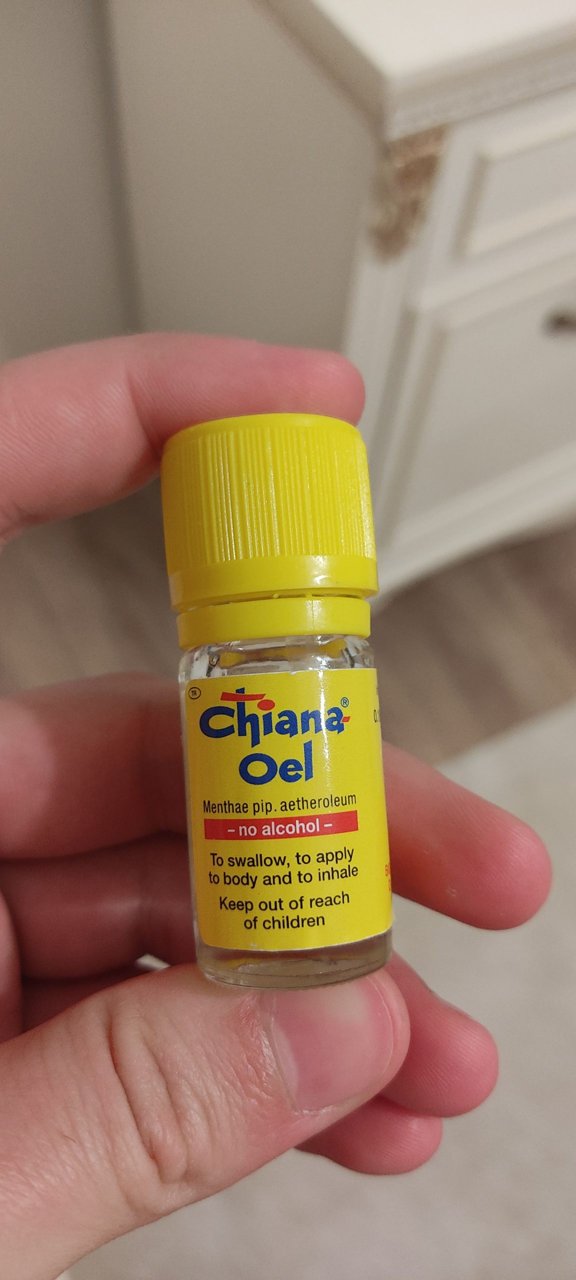 TK
Chiana®
Oel
Menthae pip. aetheroleum
– no alcohol –
To swallow, to apply
to body and to inhale
Keep out of reach
of children